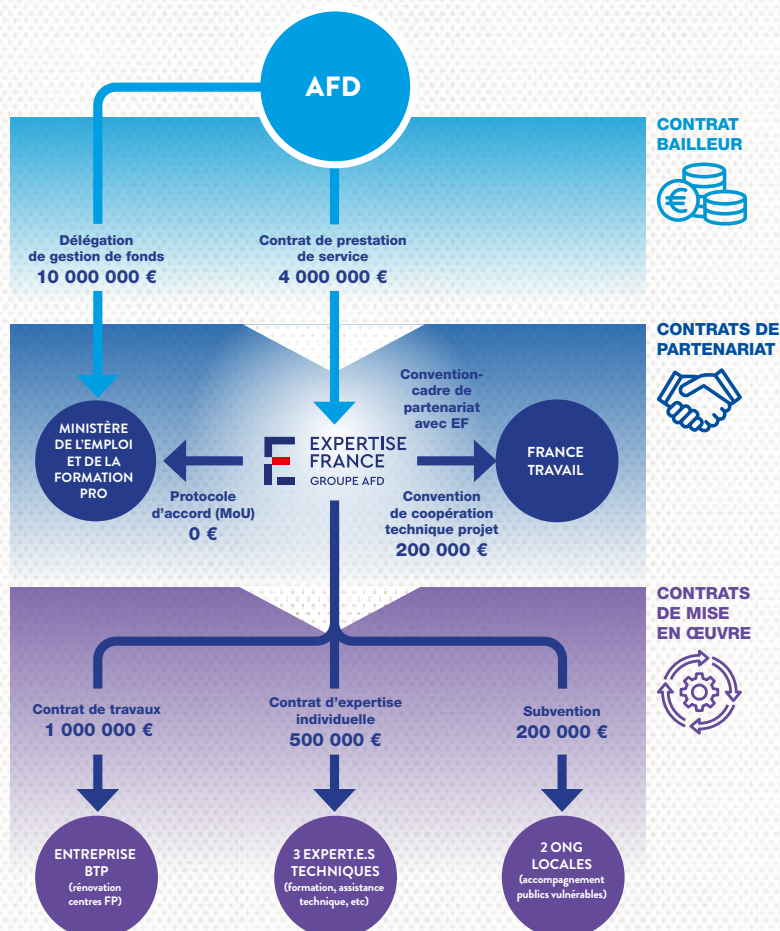 AFD
CONTRAT
BAILLEUR
€
Délégation
de gestion de fonds
10 000 000 €
Contrat de prestation
de service
4 000 000 €
CONTRATS DE
PARTENARIAT
MINISTÈRE
DE L'EMPLOI
ET DE LA
FORMATION
PRO
Protocole
d'accord (MoU)
0 €
EXPERTISE
FRANCE
GROUPE AFD
Convention-
cadre de
partenariat
avec EF
Convention
de coopération
technique projet
200 000 €
FRANCE
TRAVAIL
CONTRATS
DE MISE
EN ŒUVRE
Contrat de travaux
1 000 000 €
Contrat d'expertise
individuelle
500 000 €
Subvention
200 000 €
ENTREPRISE
BTP
(rénovation
centres FP)
3 EXPERT.E.S
TECHNIQUES
(formation, assistance
technique, etc)
2 ONG
LOCALES
(accompagnement
publics vulnérables)